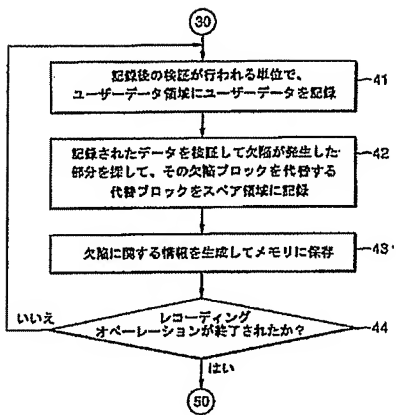 30
記録後の検証が行われる単位で、
ユーザーデータ領域にユーザーデータを記録
41
記録されたデータを検証して欠陥が発生した
部分を探して、その欠陥ブロックを代替する
代替ブロックをスペア領域に記録
42
欠陥に関する情報を生成してメモリに保存
43
レコーディング
オペレーションが終了されたか?
44
いいえ
はい
50